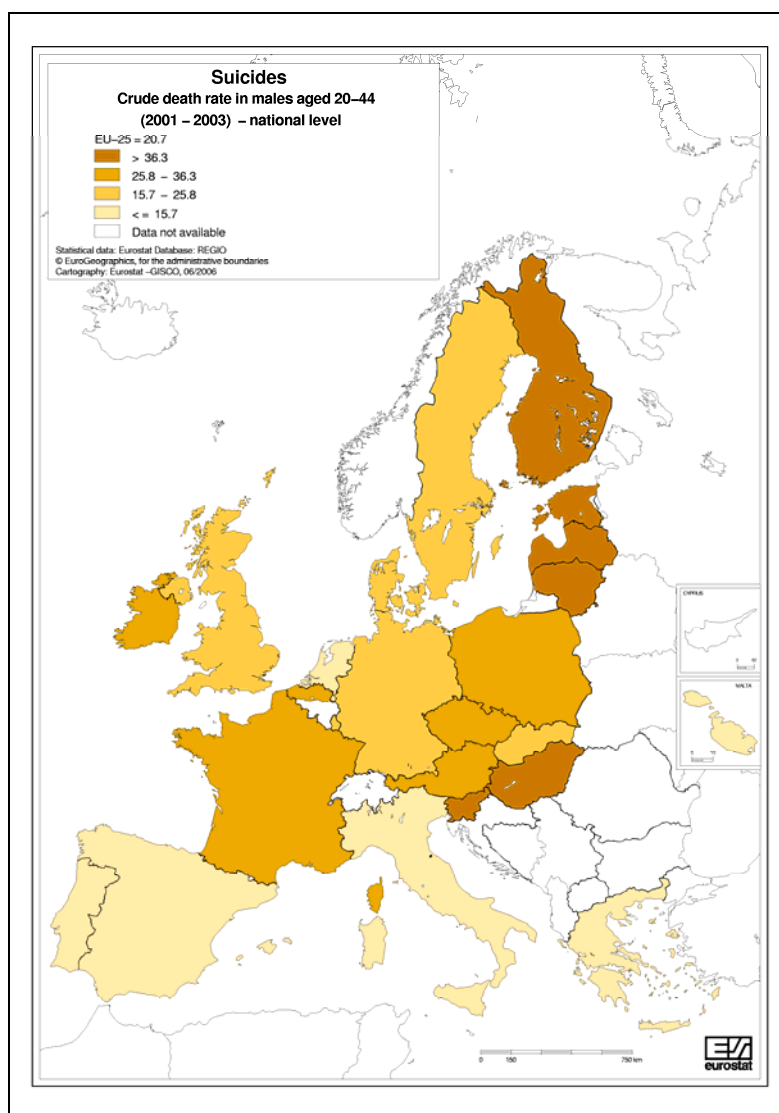 Suicides
Crude death rate in males aged 20–44
(2001 – 2003) – national level
EU-25 = 20.7
> 36.3
25.8 – 36.3
15.7 – 25.8
<= 15.7
Data not available
Statistical data: Eurostat Database: REGIO
© EuroGeographics, for the administrative boundaries
Cartography: Eurostat –GISCO, 06/2006
CYPRUS
MALTA
0 150 750 km
eurostat